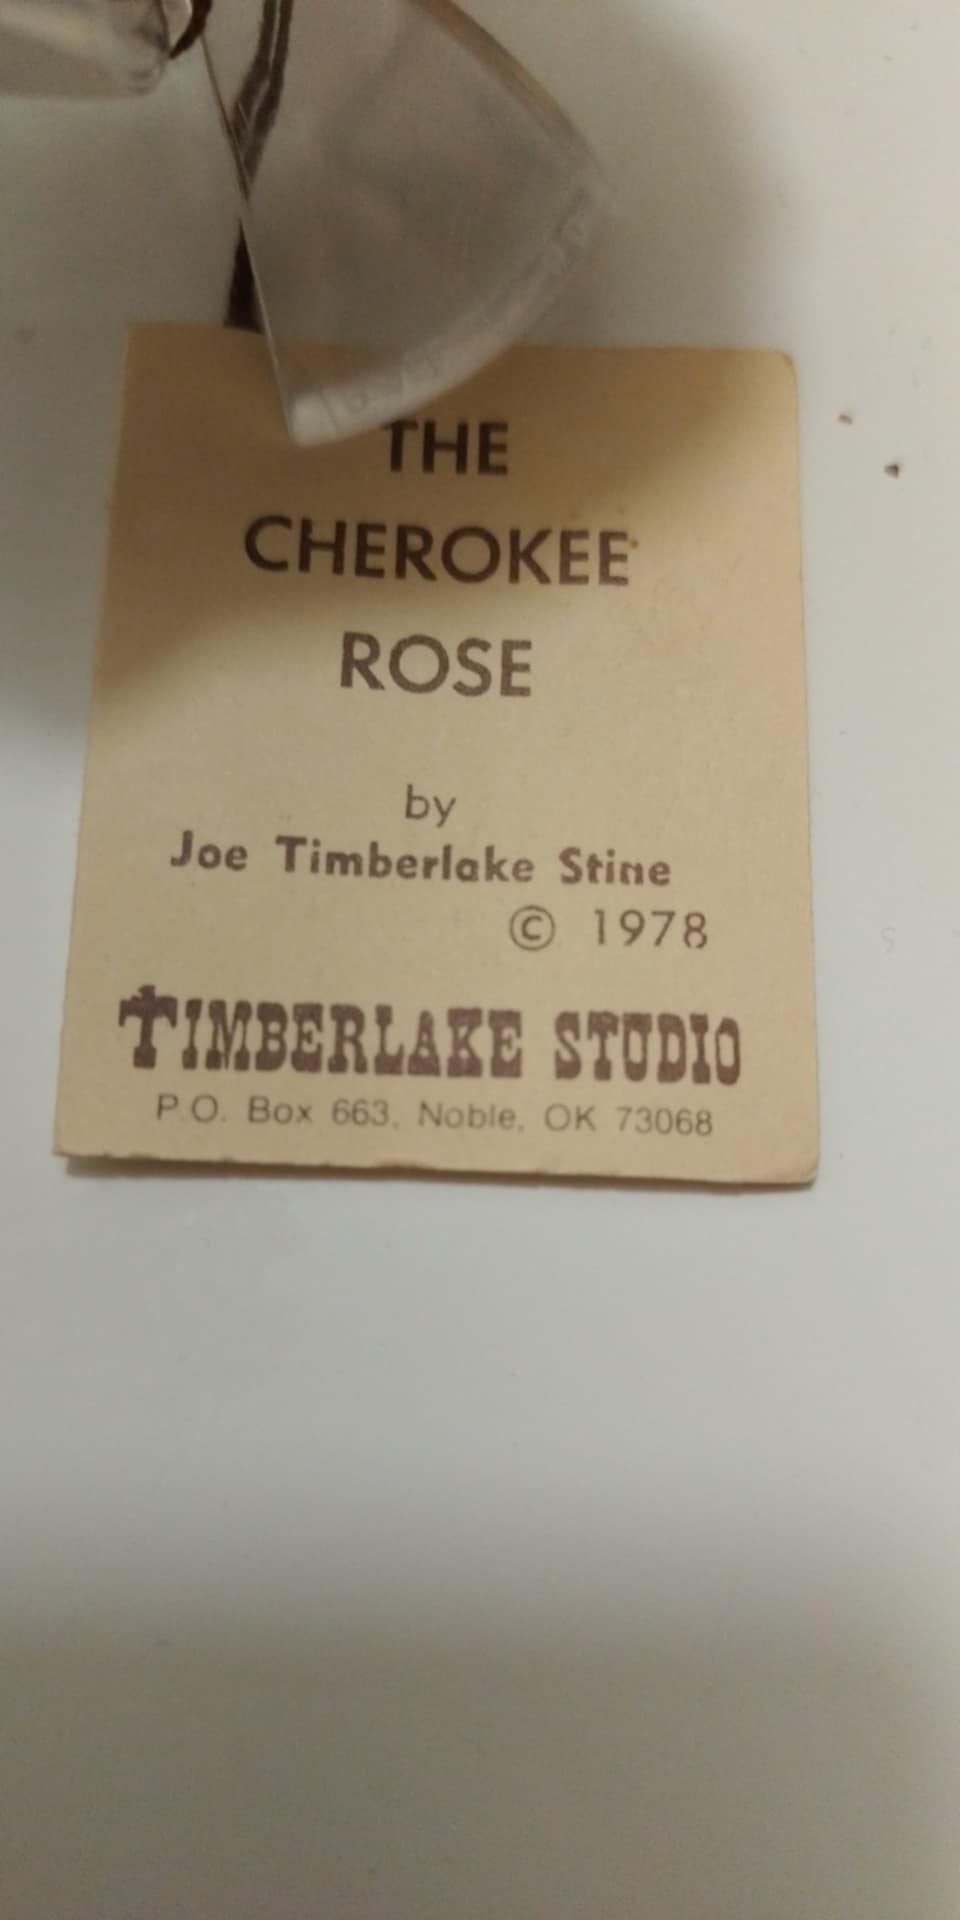 THE
CHEROKEE
ROSE
by
Joe Timberlake Stine
© 1978
TIMBERLAKE STUDIO
P.O. Box 663, Noble, OK 73068